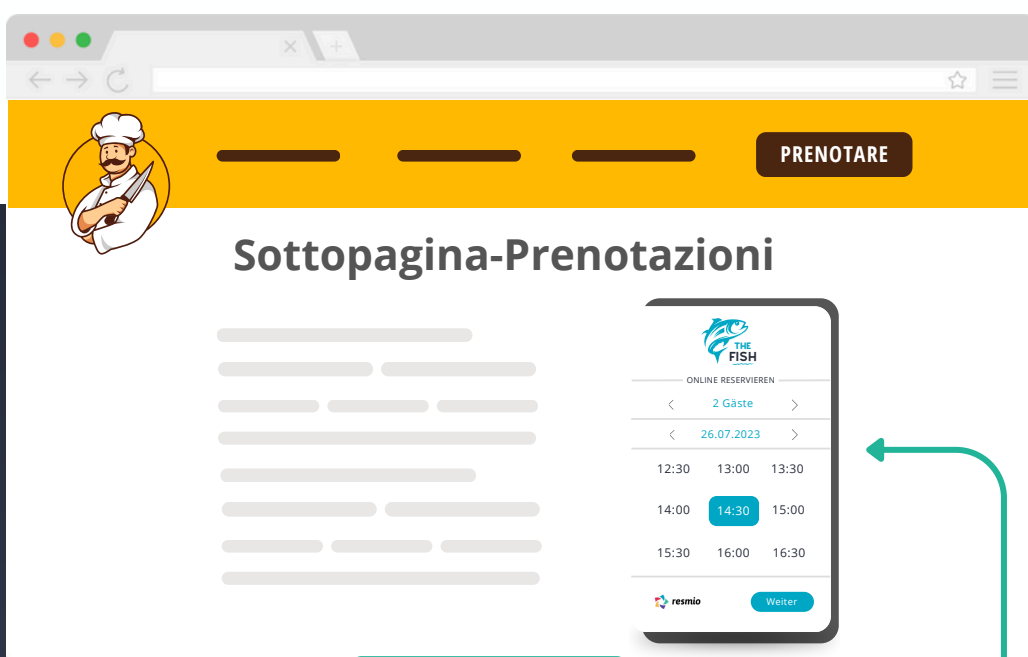 PRENOTARE
Sottopagina-Prenotazioni
THE
FISH
ONLINE RESERVIEREN
2 Gäste
26.07.2023
12:30 13:00 13:30
14:00 14:30 15:00
15:30 16:00 16:30
resmio Weiter